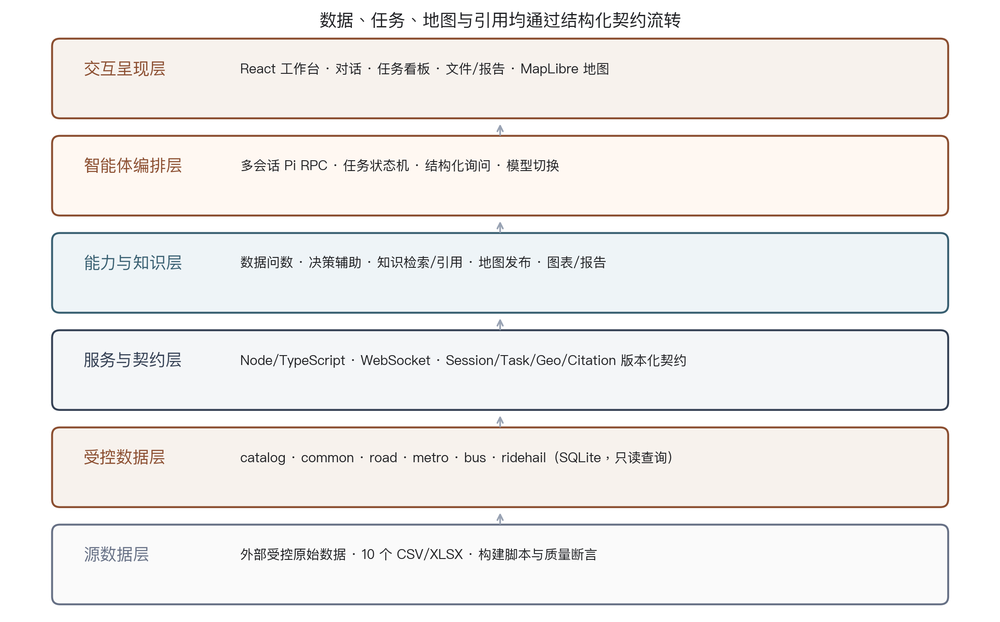 数据、任务、地图与引用均通过结构化契约流转
交互呈现层
React 工作台 · 对话 · 任务看板 · 文件/报告 · MapLibre 地图
智能体编排层
多会话 Pi RPC · 任务状态机 · 结构化询问 · 模型切换
能力与知识层
数据问数 · 决策辅助 · 知识检索/引用 · 地图发布 · 图表/报告
服务与契约层
Node/TypeScript · WebSocket · Session/Task/Geo/Citation 版本化契约
受控数据层
catalog · common · road · metro · bus · ridehail（SQLite，只读查询）
源数据层
外部受控原始数据 · 10 个 CSV/XLSX · 构建脚本与质量断言